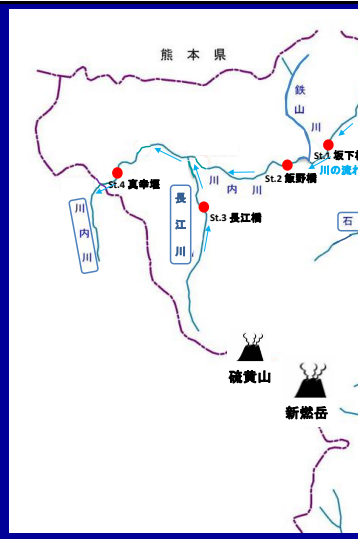 熊本県
鉄山川
St.1 坂下
川の流れ
St.2 飯野橋
川内川
St.4 真幸堰
長江川
St.3 長江橋
川内川
石
硫黄山
新燃岳